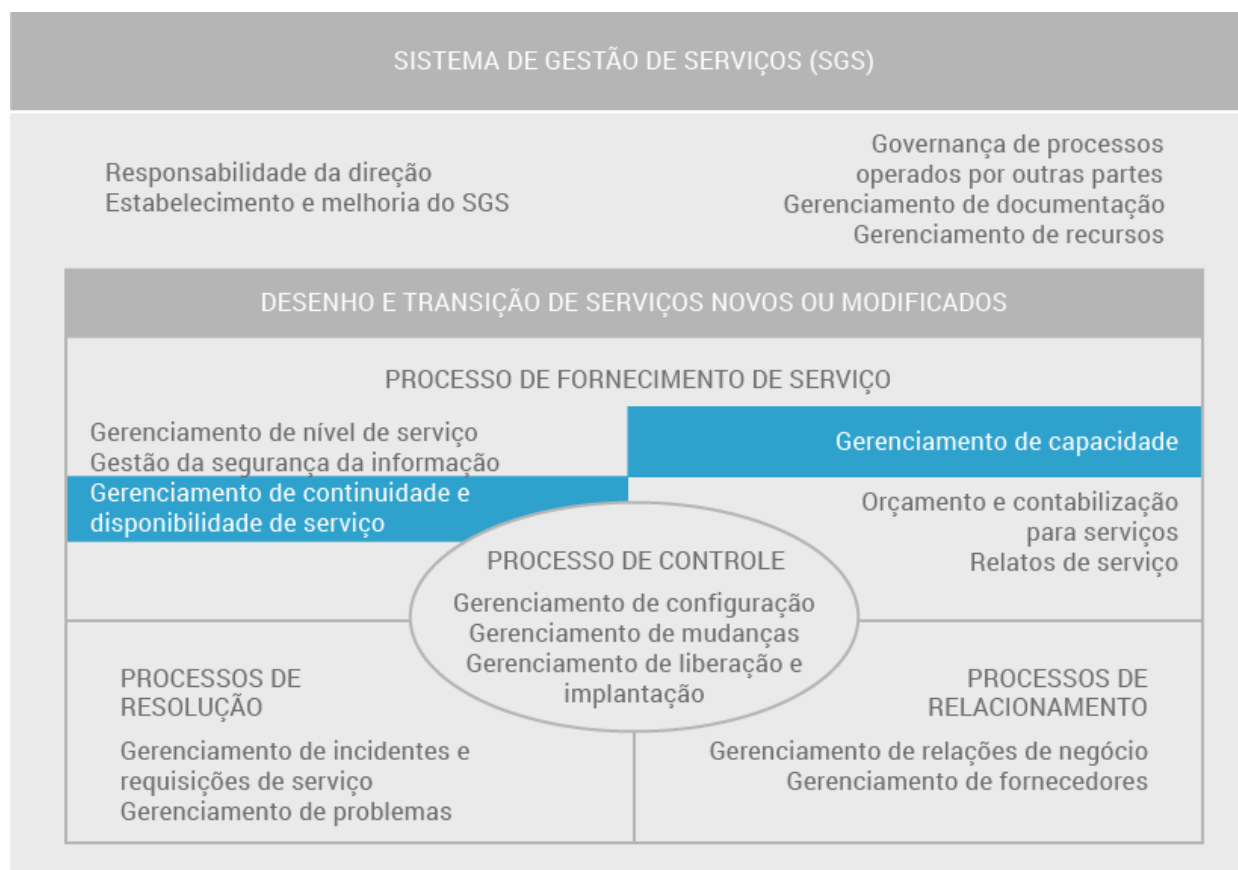 SISTEMA DE GESTÃO DE SERVIÇOS (SGS)
Responsabilidade da direção
Estabelecimento e melhoria do SGS
Governança de processos
operados por outras partes
Gerenciamento de documentação
Gerenciamento de recursos
DESENHO E TRANSIÇÃO DE SERVIÇOS NOVOS OU MODIFICADOS
PROCESSO DE FORNECIMENTO DE SERVIÇO
Gerenciamento de nível de serviço
Gestão da segurança da informação
Gerenciamento de continuidade e
disponibilidade de serviço
Gerenciamento de capacidade
Orçamento e contabilização
para serviços
Relatos de serviço
PROCESSO DE CONTROLE
Gerenciamento de configuração
Gerenciamento de mudanças
Gerenciamento de liberação e
implantação
PROCESSOS DE
RESOLUÇÃO
Gerenciamento de incidentes e
requisições de serviço
Gerenciamento de problemas
PROCESSOS DE
RELACIONAMENTO
Gerenciamento de relações de negócio
Gerenciamento de fornecedores